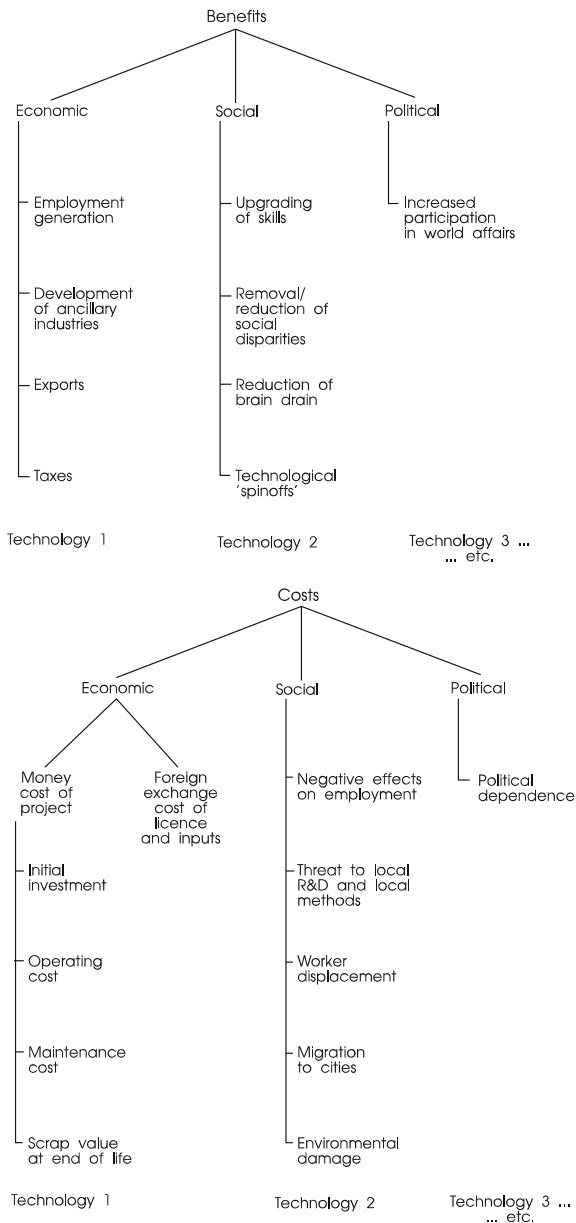 Benefits
Economic
Social
Political
Employment
generation
Upgrading
of skills
Increased
participation
in world affairs
Development
of ancillary
industries
Removal/
reduction of
social
disparities
Exports
Reduction of
brain drain
Taxes
Technological
'spinoffs'
Technology 1
Technology 2
Technology 3 ...
... etc.
Costs
Economic
Social
Political
Money
cost of
project
Foreign
exchange
cost of
licence
and inputs
Negative effects
on employment
Political
dependence
Initial
investment
Threat to local
R&D and local
methods
Operating
cost
Worker
displacement
Maintenance
cost
Migration
to cities
Scrap value
at end of life
Environmental
damage
Technology 1
Technology 2
Technology 3 ...
... etc.